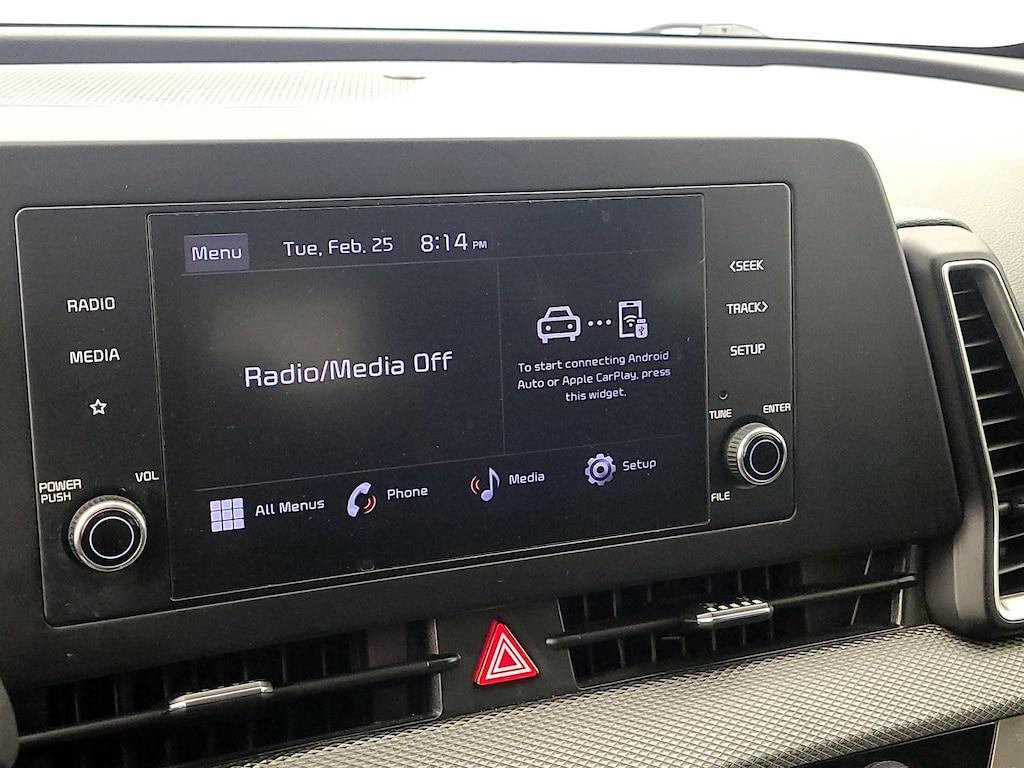 Menu
Tue, Feb. 25
8:14 PM
RADIO
MEDIA
POWER
PUSH
VOL
Radio/Media Off
To start connecting Android
Auto or Apple CarPlay, press
this widget.
All Menus
Phone
Media
Setup
<SEEK
TRACK>
SETUP
TUNE
ENTER
FILE